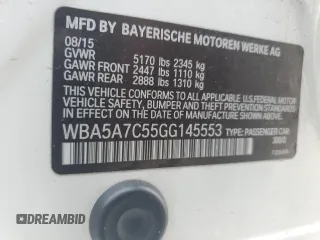 MFD BY BAYERISCHE MOTOREN WERKE AG
08/15
GVWR 5170 lbs 2345 kg
GAWR FRONT 2447 lbs 1110 kg
GAWR REAR 2888 lbs 1310 kg
THIS VEHICLE CONFORMS TO ALL APPLICABLE U.S. FEDERAL MOTOR
VEHICLE SAFETY, BUMPER, AND THEFT PREVENTION STANDARDS
IN EFFECT ON THE DATE OF MANUFACTURE SHOWN ABOVE.
WBA5A7C55GG145553 TYPE: PASSENGER CAR
300/0
DREAMBID